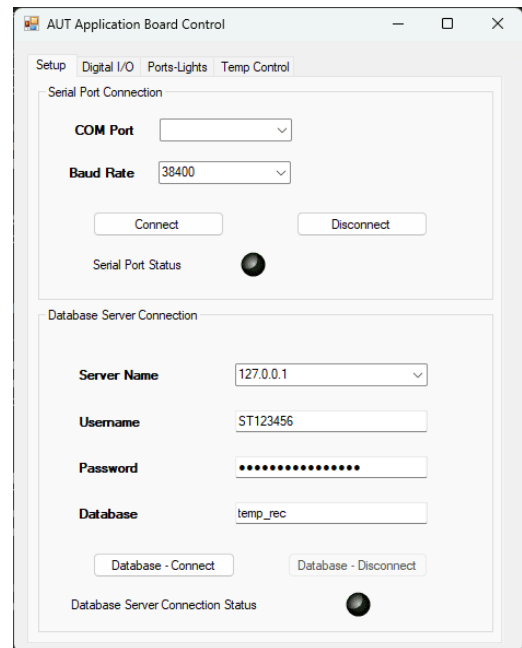 AUT Application Board Control
Setup Digital I/O Ports-Lights Temp Control
Serial Port Connection
COM Port
Baud Rate 38400
Connect Disconnect
Serial Port Status
Database Server Connection
Server Name 127.0.0.1
Username ST123456
Password ●●●●●●●●●●●●●●●●
Database temp_rec
Database - Connect Database - Disconnect
Database Server Connection Status